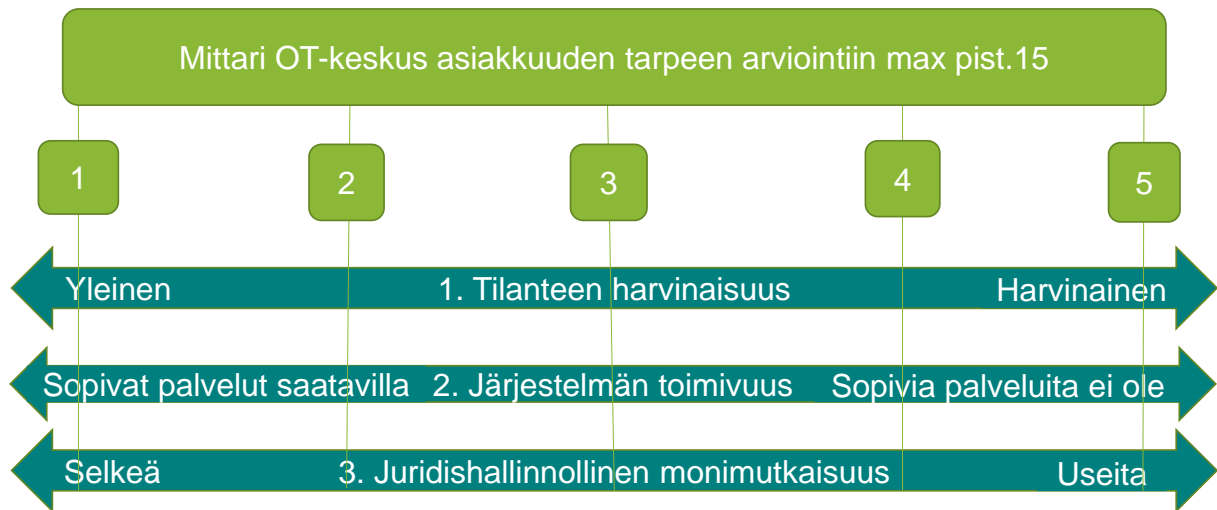 Mittari OT-keskus asiakkuuden tarpeen arviointiin max pist.15
1 2 3 4 5
Yleinen 1. Tilanteen harvinaisuus Harvinainen
Sopivat palvelut saatavilla 2. Järjestelmän toimivuus Sopivia palveluita ei ole
Selkeä 3. Juridishallinnollinen monimutkaisuus Useita